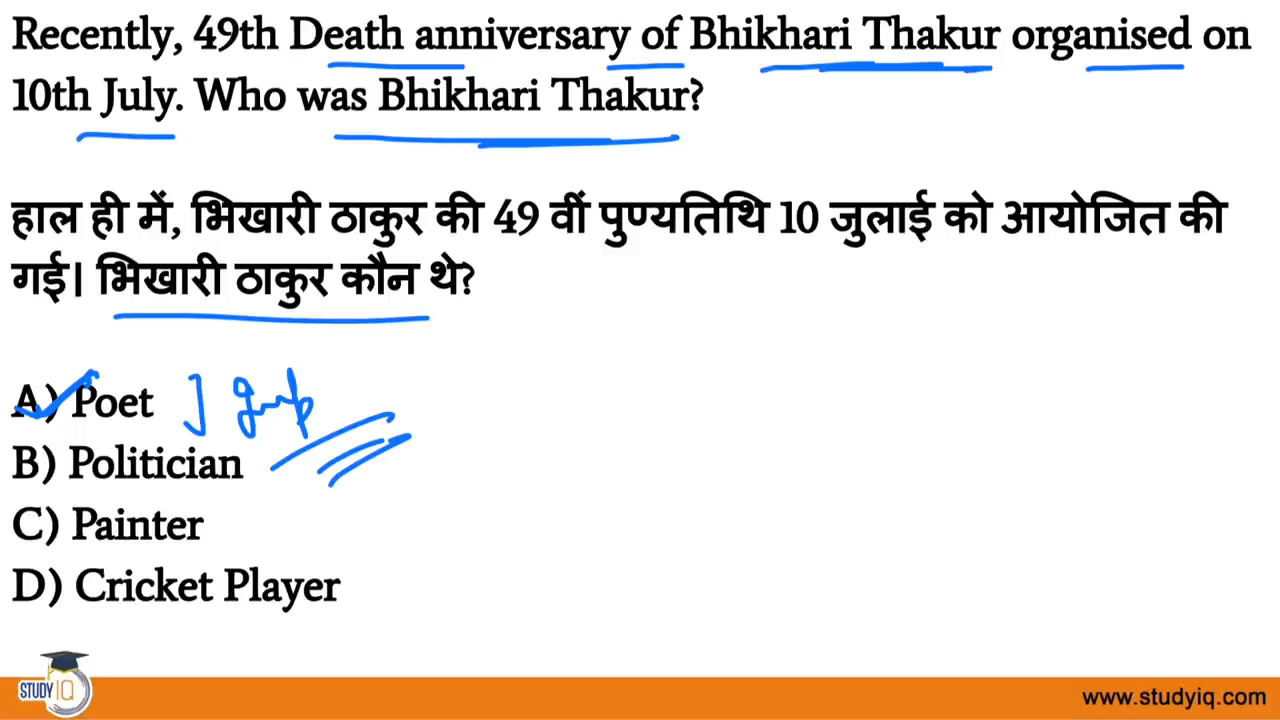 Recently, 49th Death anniversary of Bhikhari Thakur organised on
10th July. Who was Bhikhari Thakur?
हाल ही में, भिखारी ठाकुर की 49 वीं पुण्यतिथि 10 जुलाई को आयोजित की
गई। भिखारी ठाकुर कौन थे?
A) Poet
B) Politician
C) Painter
D) Cricket Player
STUDY IQ
www.studyiq.com